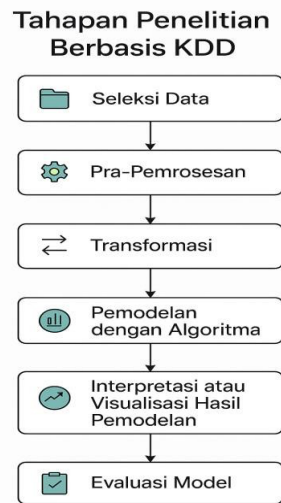 Tahapan Penelitian
Berbasis KDD
Seleksi Data
Pra-Pemrosesan
Transformasi
Pemodelan
dengan Algoritma
Interpretasi atau
Visualisasi Hasil
Pemodelan
Evaluasi Model